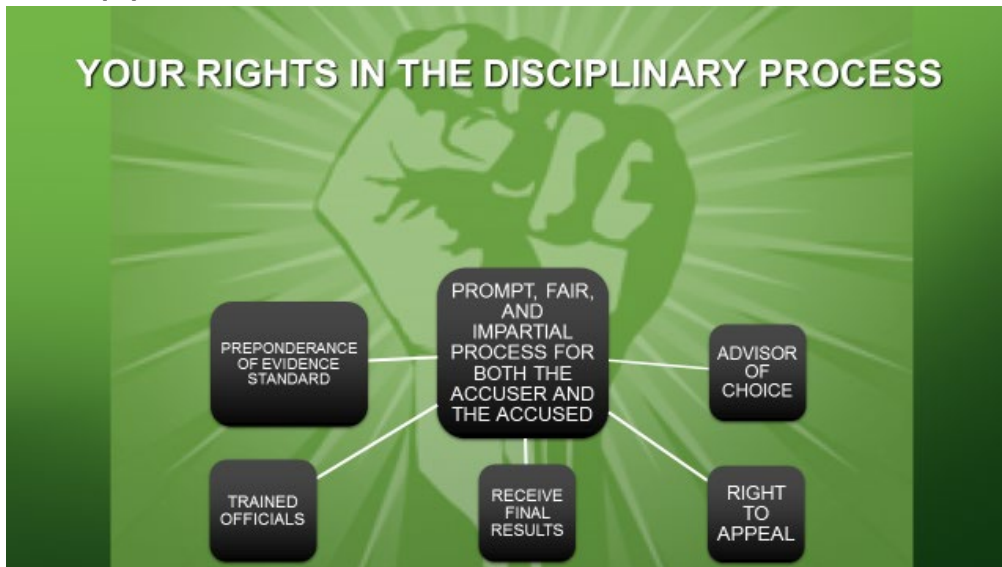 YOUR RIGHTS IN THE DISCIPLINARY PROCESS
PROMPT, FAIR,
AND
IMPARTIAL
PROCESS FOR
BOTH THE
ACCUSER AND
THE ACCUSED
PREPONDERANCE
OF EVIDENCE
STANDARD
ADVISOR
OF
CHOICE
TRAINED
OFFICIALS
RECEIVE
FINAL
RESULTS
RIGHT
TO
APPEAL